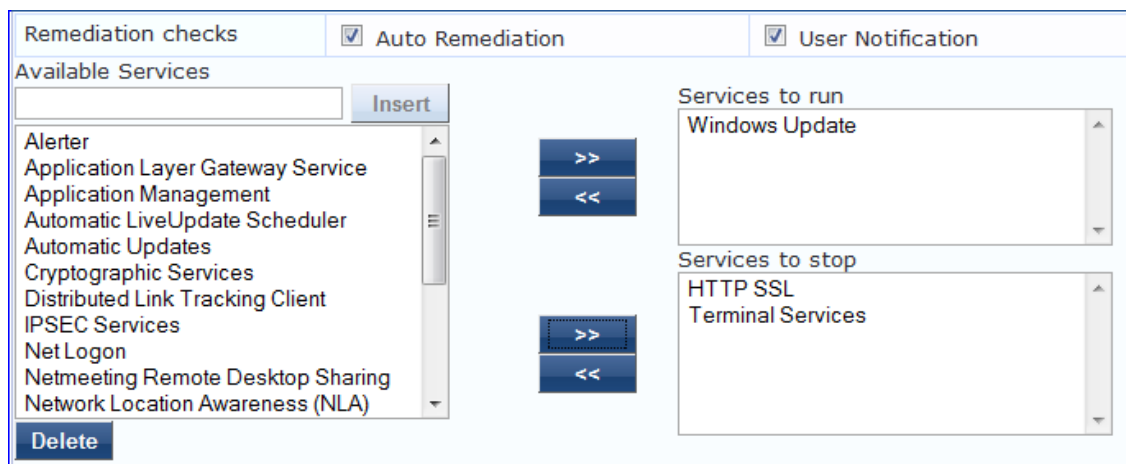 Remediation checks
Auto Remediation
User Notification
Available Services
Insert
Alerter
Application Layer Gateway Service
Application Management
Automatic LiveUpdate Scheduler
Automatic Updates
Cryptographic Services
Distributed Link Tracking Client
IPSEC Services
Net Logon
Netmeeting Remote Desktop Sharing
Network Location Awareness (NLA)
Delete
>>
<<
>>
<<
Services to run
Windows Update
Services to stop
HTTP SSL
Terminal Services